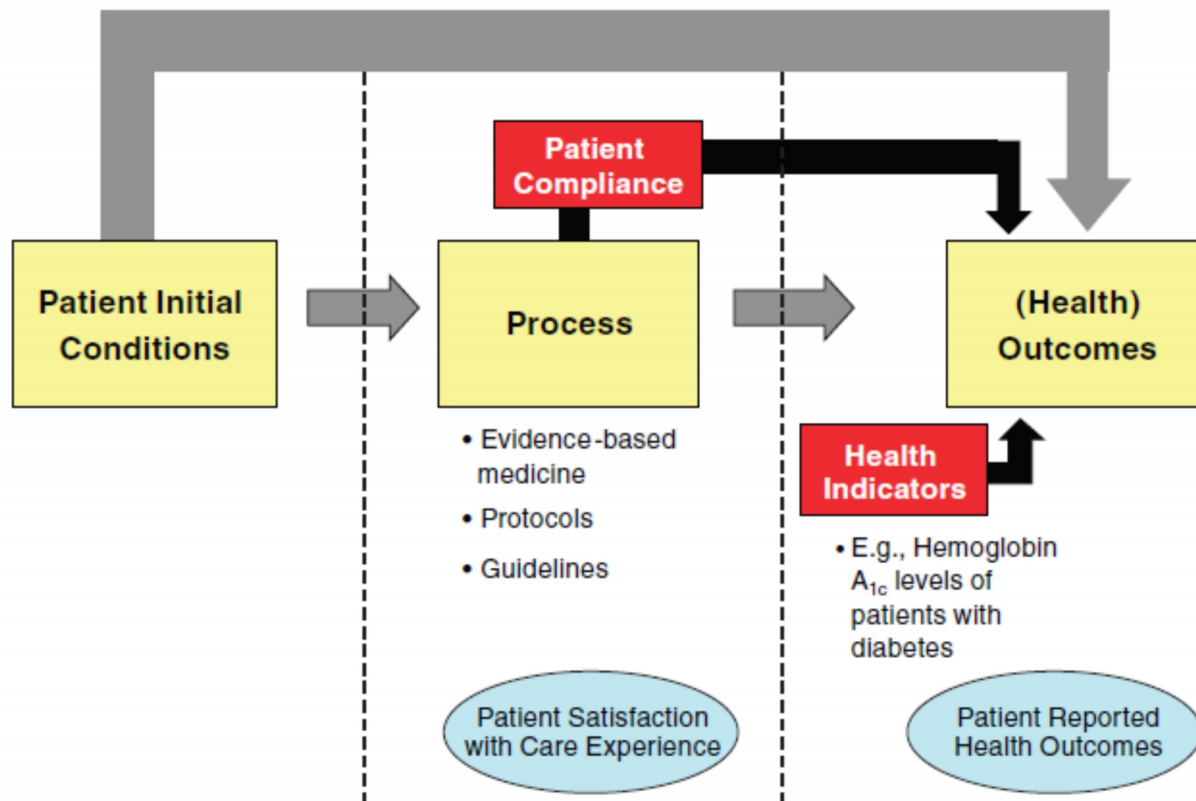 Patient
Compliance
Patient Initial
Conditions
Process
(Health)
Outcomes
• Evidence-based
medicine
• Protocols
• Guidelines
Health
Indicators
• E.g., Hemoglobin
A1c levels of
patients with
diabetes
Patient Satisfaction
with Care Experience
Patient Reported
Health Outcomes